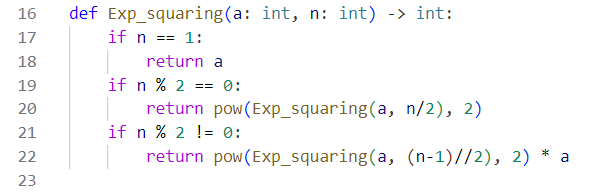 16 def Exp_squaring(a: int, n: int) -> int:
17     if n == 1:
18         return a
19     if n % 2 == 0:
20         return pow(Exp_squaring(a, n/2), 2)
21     if n % 2 != 0:
22         return pow(Exp_squaring(a, (n-1)//2), 2) * a
23